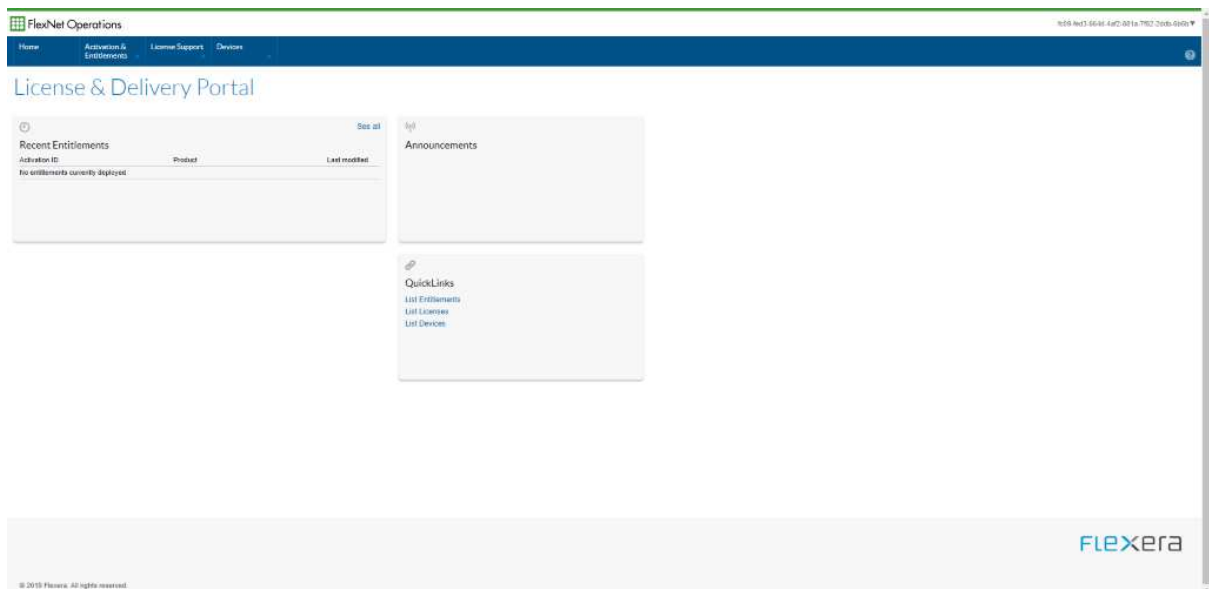 FlexNet Operations
Home
Activation & Entitlements
License Support
Devices
License & Delivery Portal
See all
Recent Entitlements
Activation ID Product Last modified
No entitlements currently deployed
Announcements
QuickLinks
List Entitlements
List Licenses
List Devices
FLEXera
© 2019 Flexera. All rights reserved.